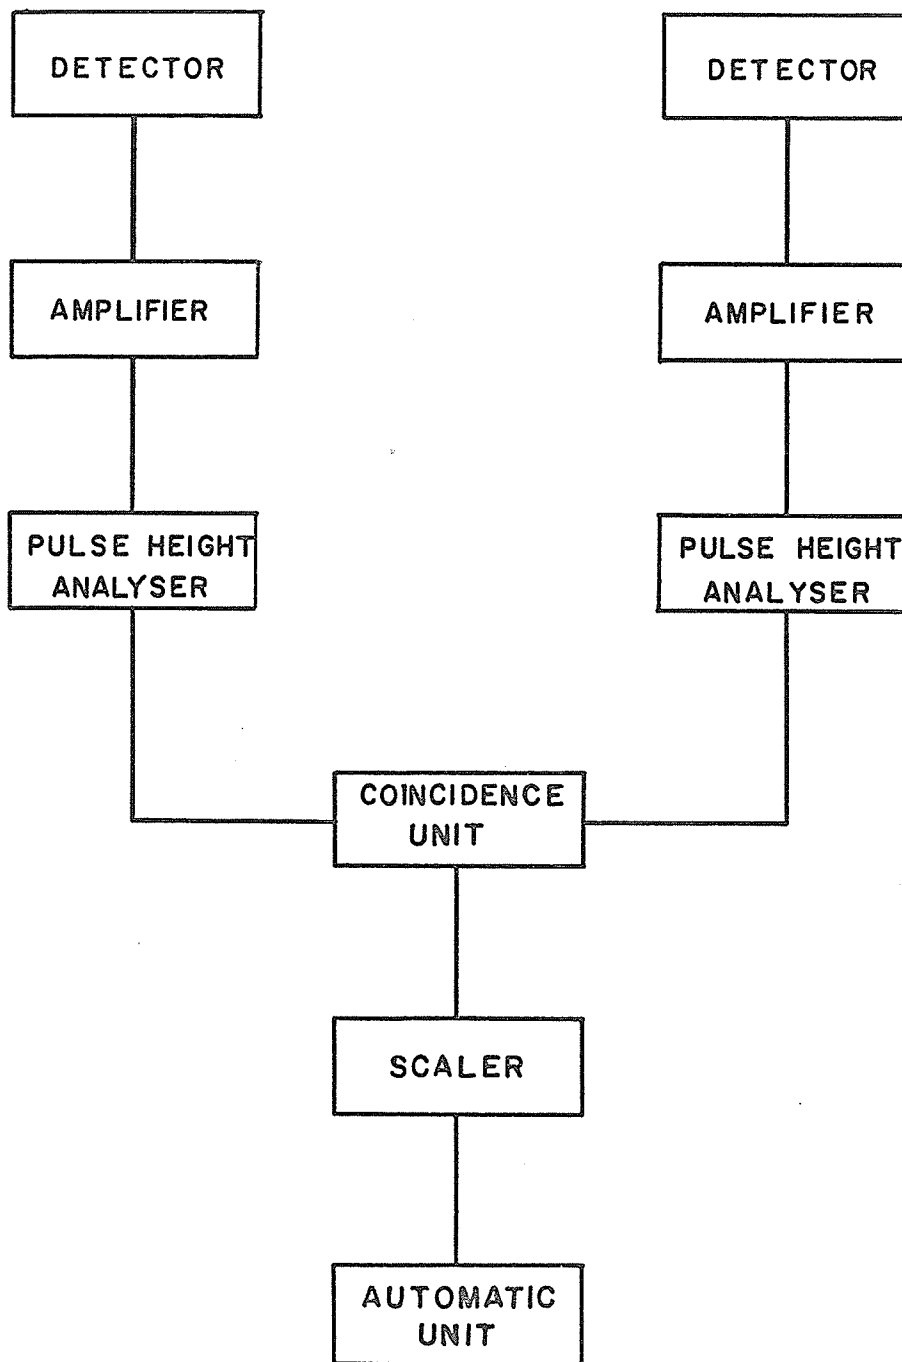 DETECTOR
DETECTOR
AMPLIFIER
AMPLIFIER
PULSE HEIGHT
ANALYSER
PULSE HEIGHT
ANALYSER
COINCIDENCE
UNIT
SCALER
AUTOMATIC
UNIT